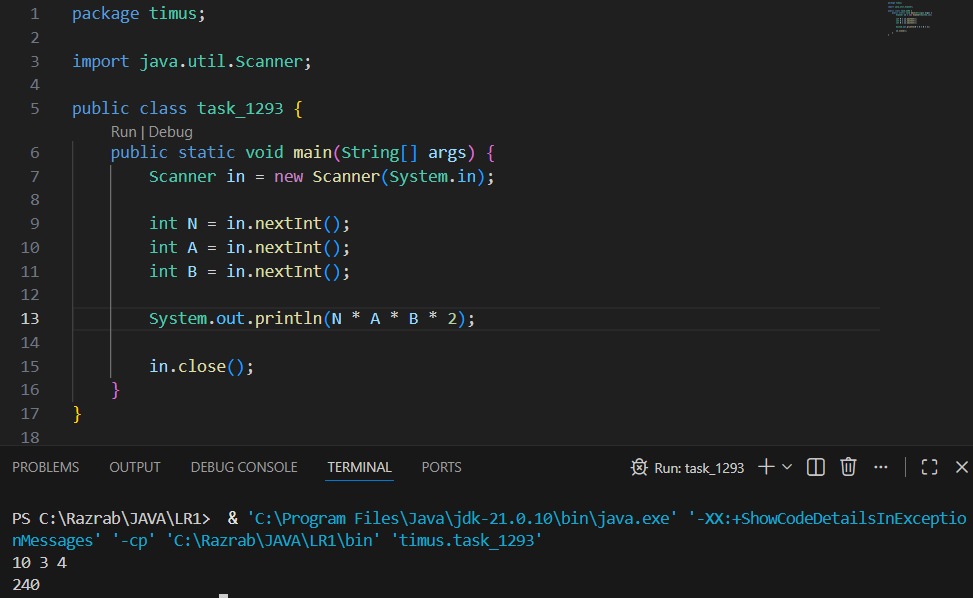 1 package timus;
2
3 import java.util.Scanner;
4
5 public class task_1293 {
Run | Debug
6 public static void main(String[] args) {
7 Scanner in = new Scanner(System.in);
8
9 int N = in.nextInt();
10 int A = in.nextInt();
11 int B = in.nextInt();
12
13 System.out.println(N * A * B * 2);
14
15 in.close();
16 }
17 }
18
PROBLEMS OUTPUT DEBUG CONSOLE TERMINAL PORTS Run: task_1293
PS C:\Razrab\JAVA\LR1> & 'C:\Program Files\Java\jdk-21.0.10\bin\java.exe' '-XX:+ShowCodeDetailsInExceptio
nMessages' '-cp' 'C:\Razrab\JAVA\LR1\bin' 'timus.task_1293'
10 3 4
240